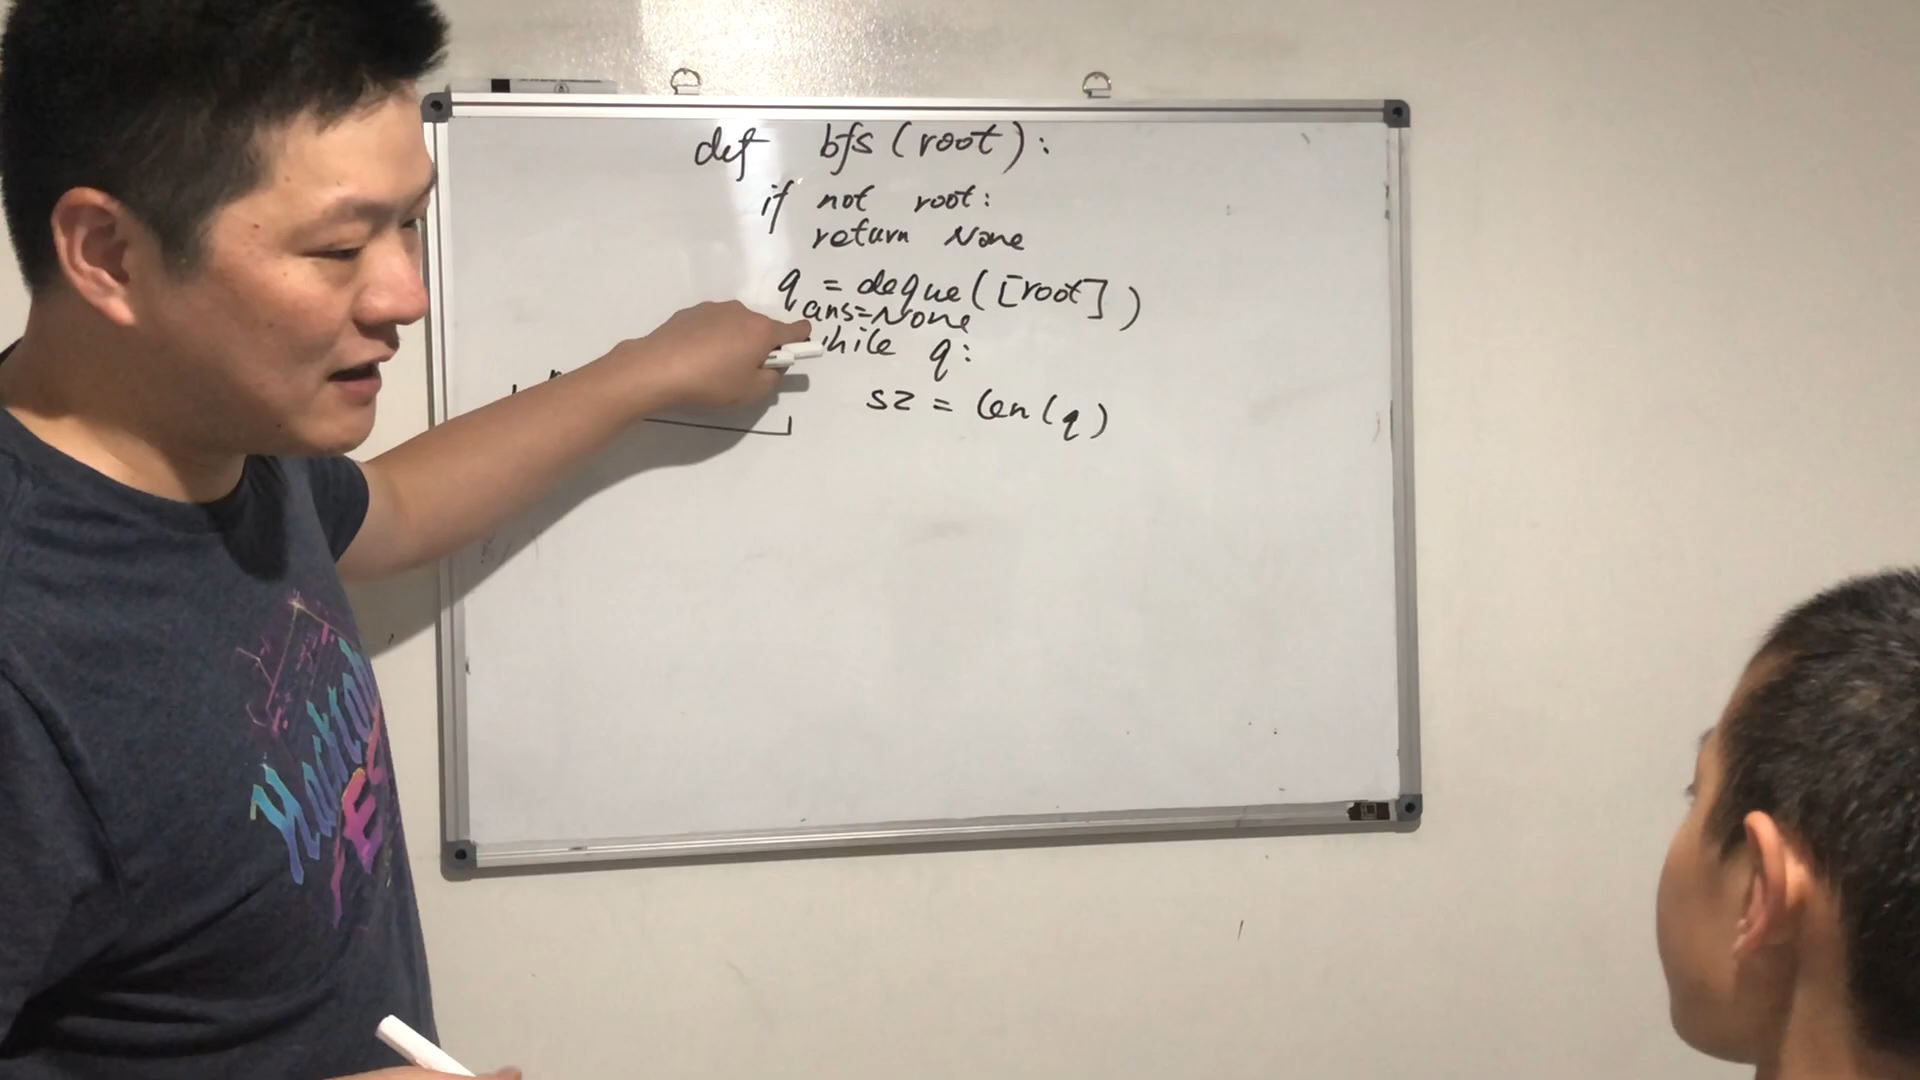 def bfs (root):
if not root:
return None
q = deque([root])
ans=None
while q:
sz = len(q)